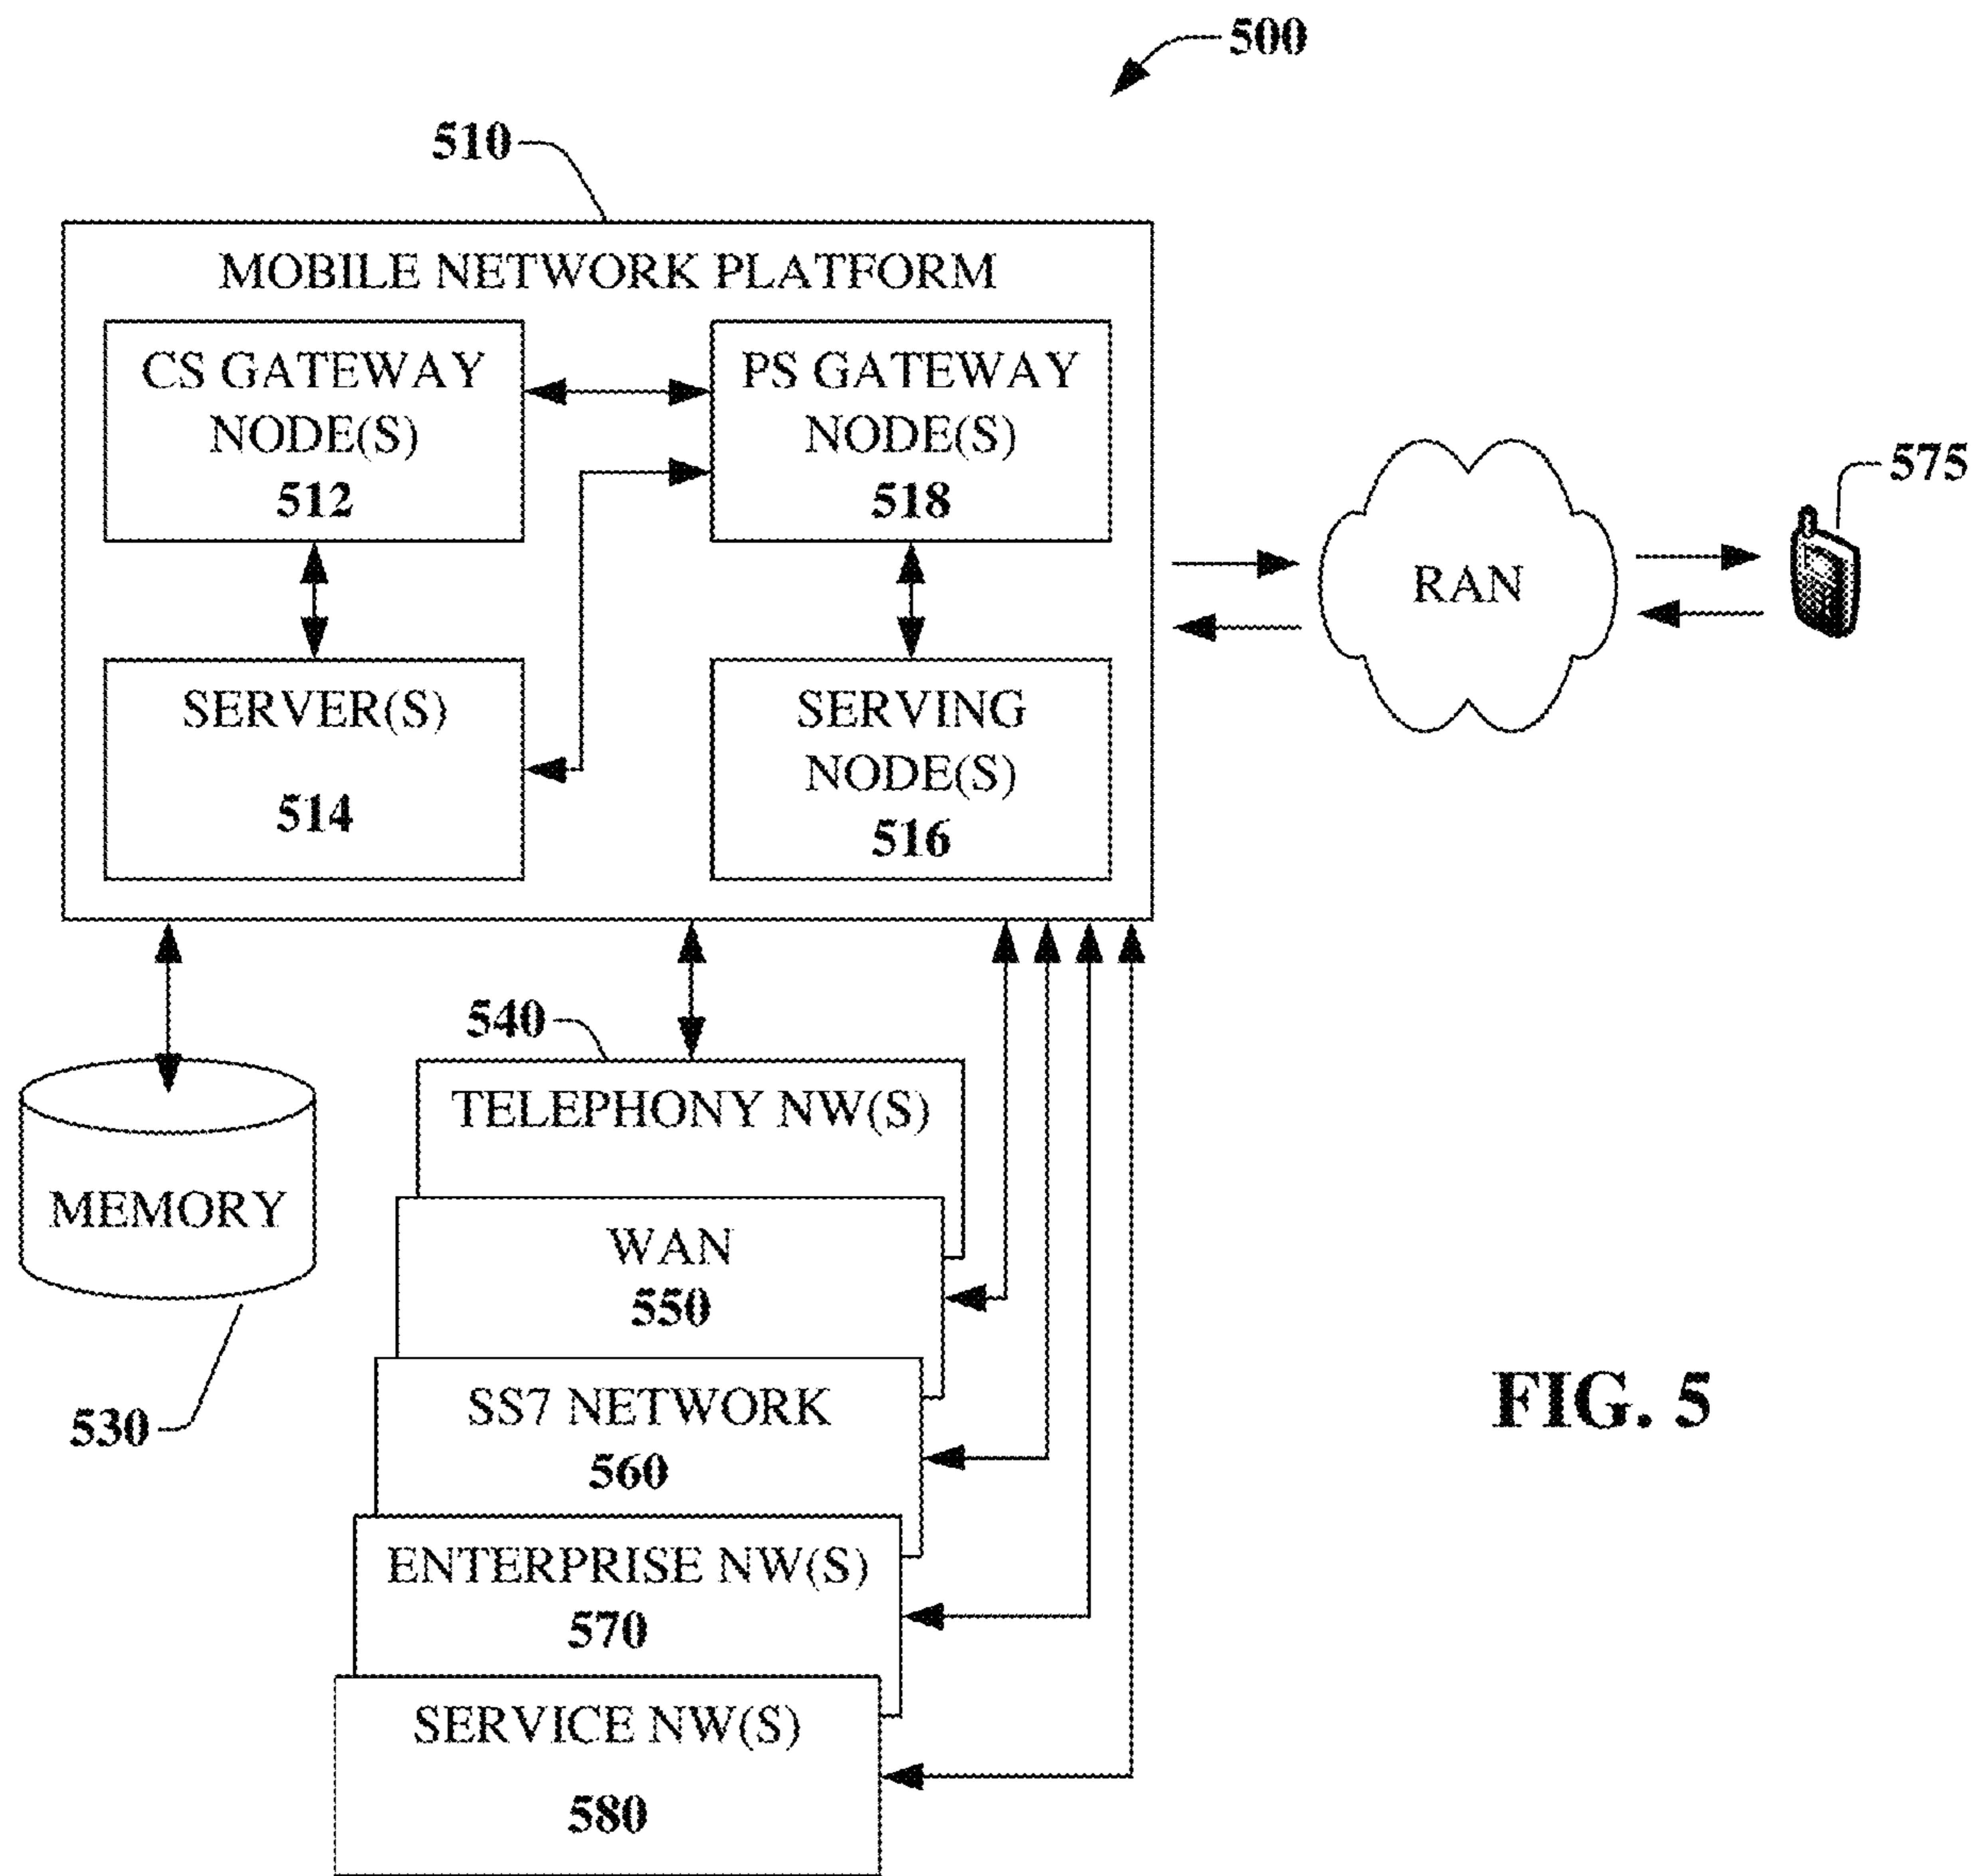 500
510
MOBILE NETWORK PLATFORM
CS GATEWAY
NODE(S)
512
PS GATEWAY
NODE(S)
518
SERVER(S)
514
SERVING
NODE(S)
516
RAN
575
540
TELEPHONY NW(S)
MEMORY
530
WAN
550
SS7 NETWORK
560
ENTERPRISE NW(S)
570
SERVICE NW(S)
580
FIG. 5